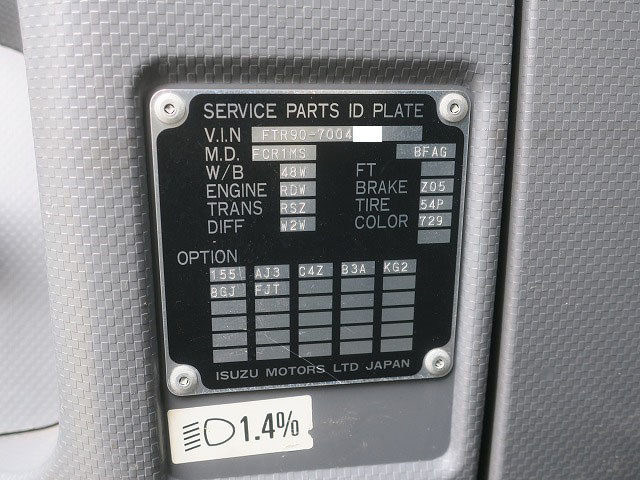 SERVICE PARTS ID PLATE
V.I.N FTR90-7004
M.D. FCR1MS BFAG
W/B 48W FT
ENGINE RDW BRAKE Z05
TRANS RSZ TIRE 54P
DIFF W2W COLOR 729
OPTION
155 AJ3 C4Z B3A KG2
8GJ FJT
ISUZU MOTORS LTD JAPAN
1.4%